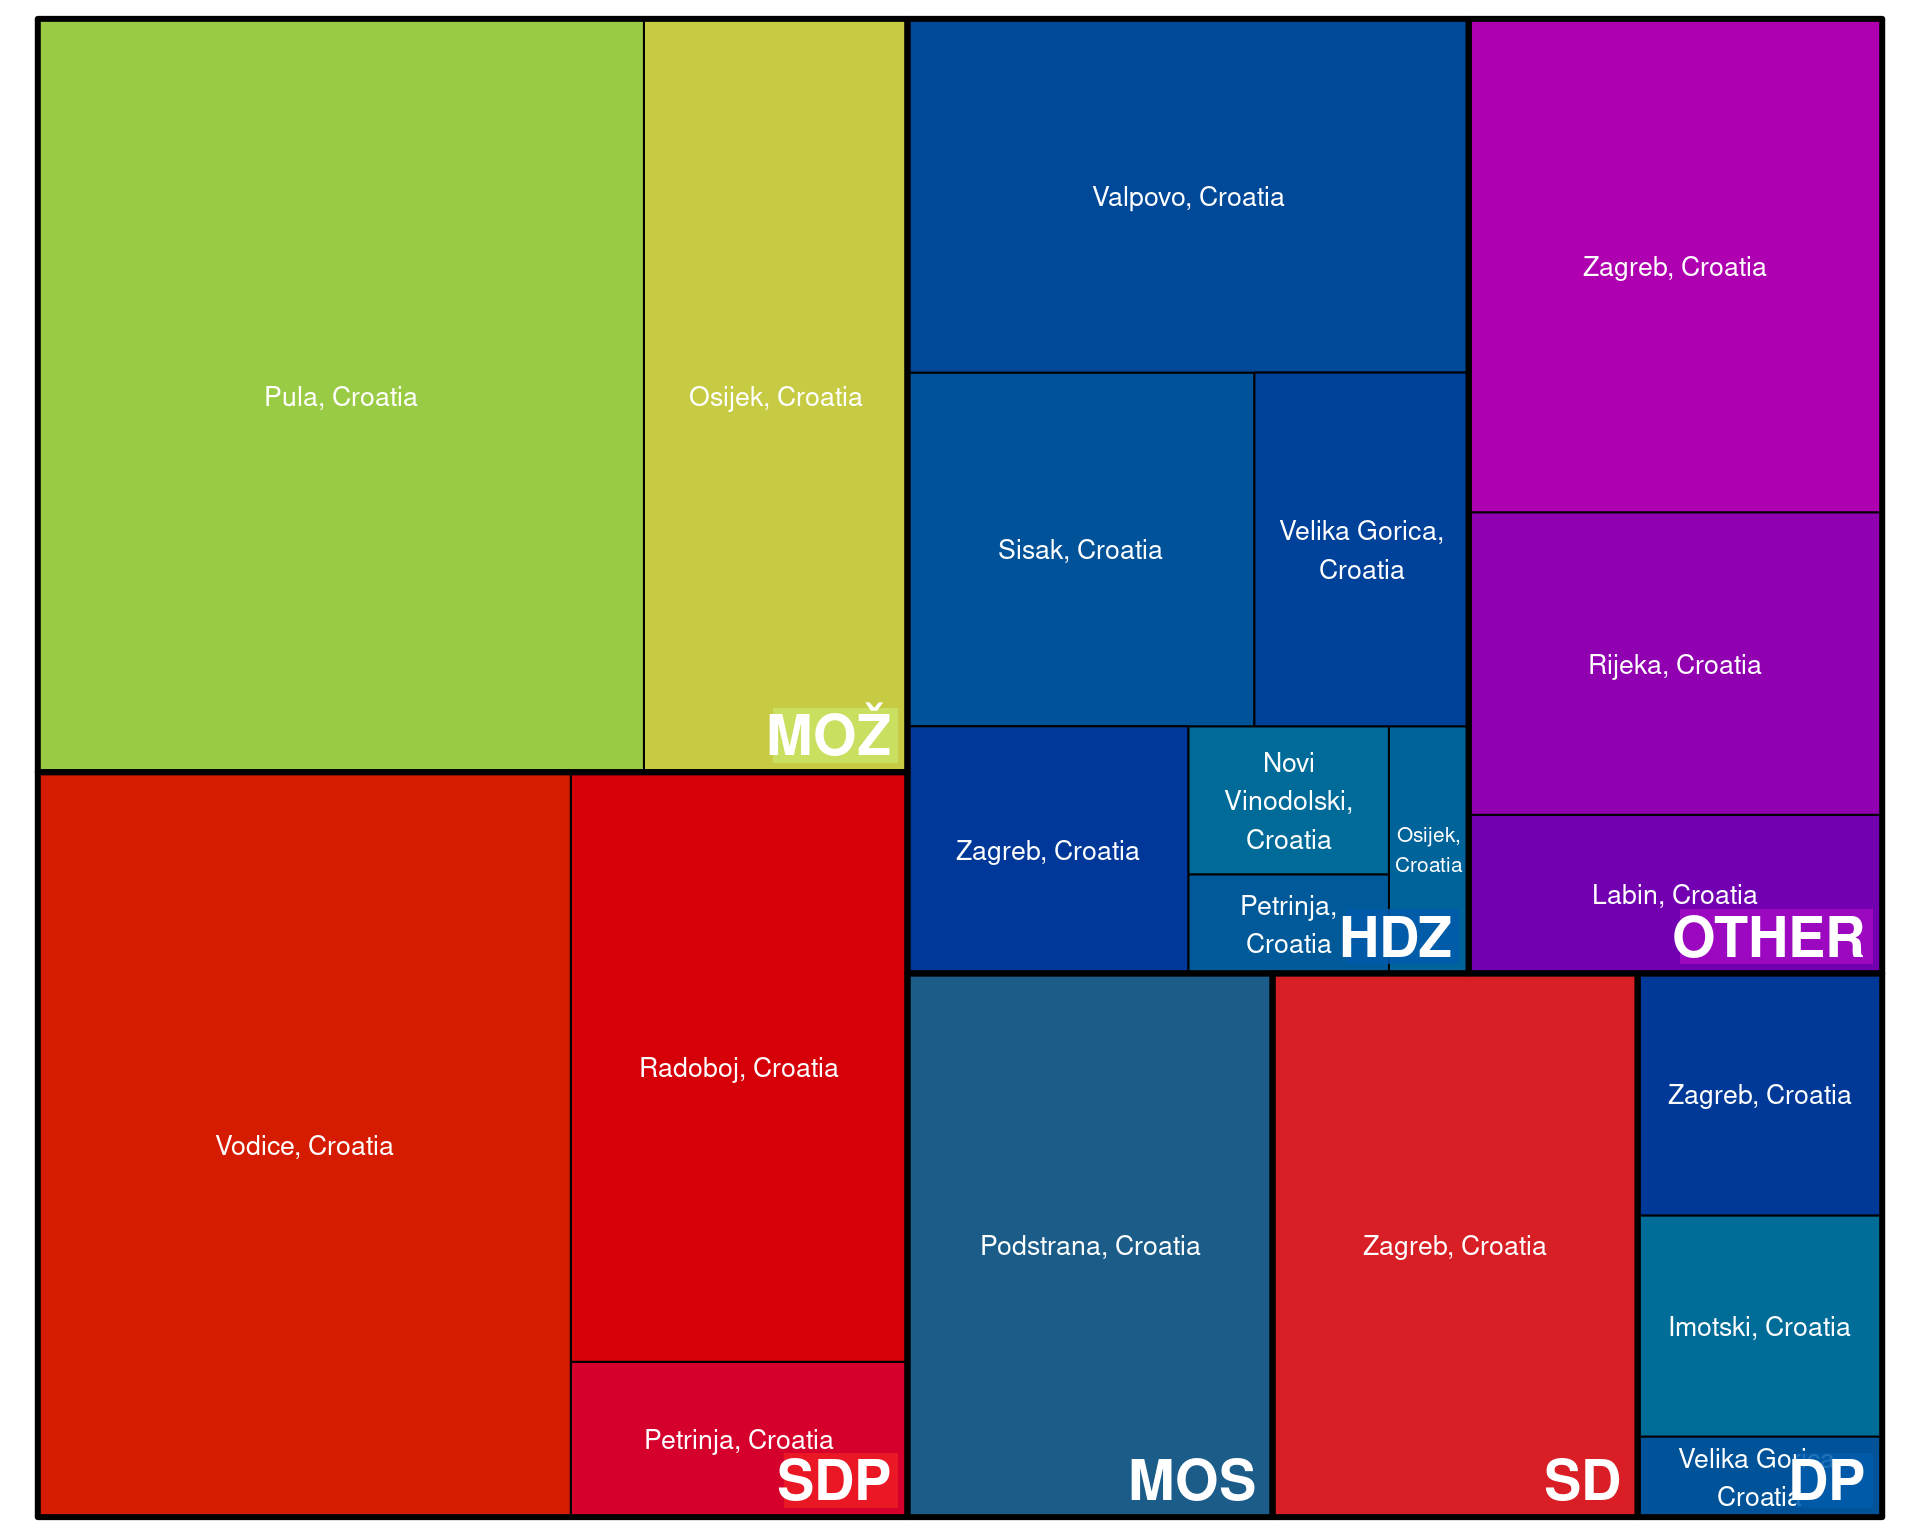 Pula, Croatia
Osijek, Croatia
MOŽ
Vodice, Croatia
Radoboj, Croatia
Petrinja, Croatia
SDP
Valpovo, Croatia
Sisak, Croatia
Velika Gorica,
Croatia
Zagreb, Croatia
Novi
Vinodolski,
Croatia
Petrinja,
Croatia
Osijek,
Croatia
HDZ
Zagreb, Croatia
Rijeka, Croatia
Labin, Croatia
OTHER
Podstrana, Croatia
MOS
Zagreb, Croatia
SD
Zagreb, Croatia
Imotski, Croatia
Velika Gorica,
Croatia
DP